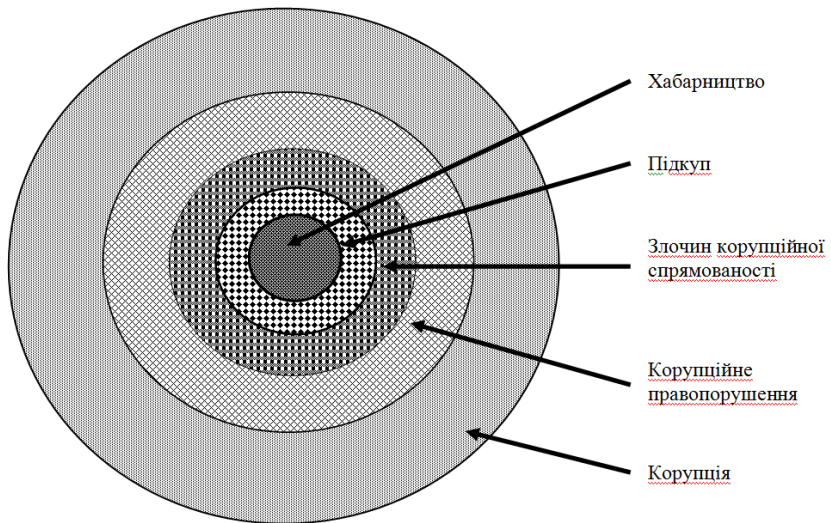 Хабарництво
Підкуп
Злочин корупційної
спрямованості
Корупційне
правопорушення
Корупція